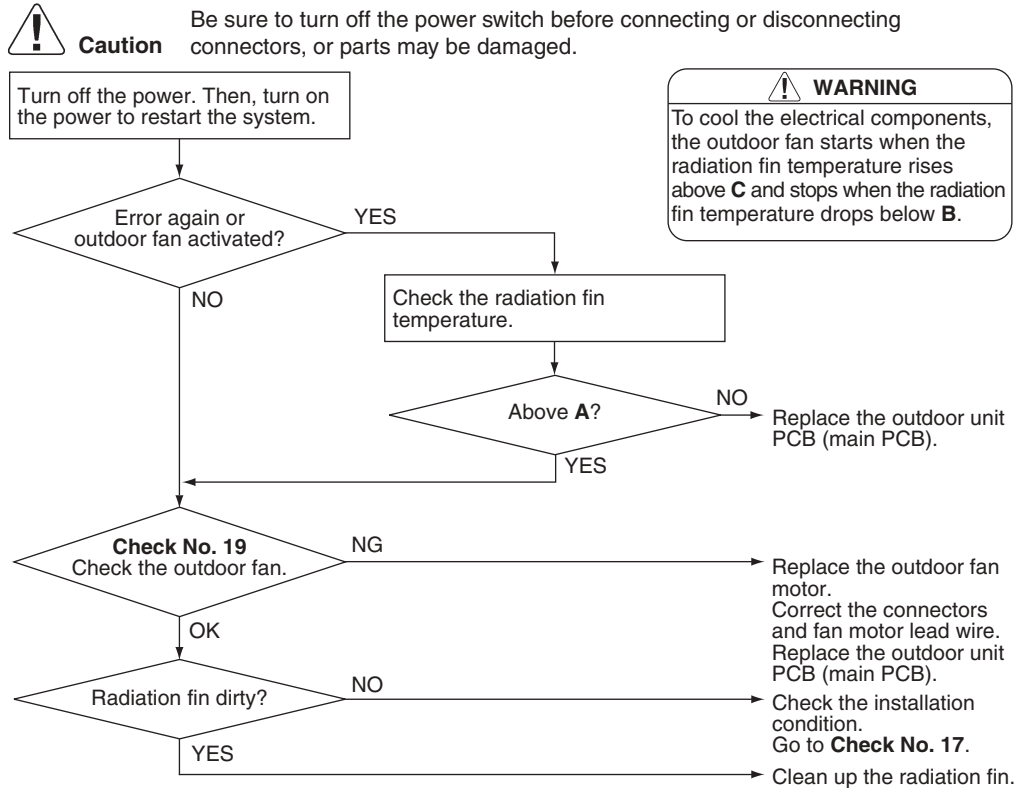 Caution
Be sure to turn off the power switch before connecting or disconnecting
connectors, or parts may be damaged.
Turn off the power. Then, turn on
the power to restart the system.
WARNING
To cool the electrical components,
the outdoor fan starts when the
radiation fin temperature rises
above C and stops when the radiation
fin temperature drops below B.
Error again or
outdoor fan activated?
YES
NO
Check the radiation fin
temperature.
Above A?
NO
Replace the outdoor unit
PCB (main PCB).
YES
Check No. 19
Check the outdoor fan.
NG
Replace the outdoor fan
motor.
Correct the connectors
and fan motor lead wire.
Replace the outdoor unit
PCB (main PCB).
OK
Radiation fin dirty?
NO
Check the installation
condition.
Go to Check No. 17.
YES
Clean up the radiation fin.